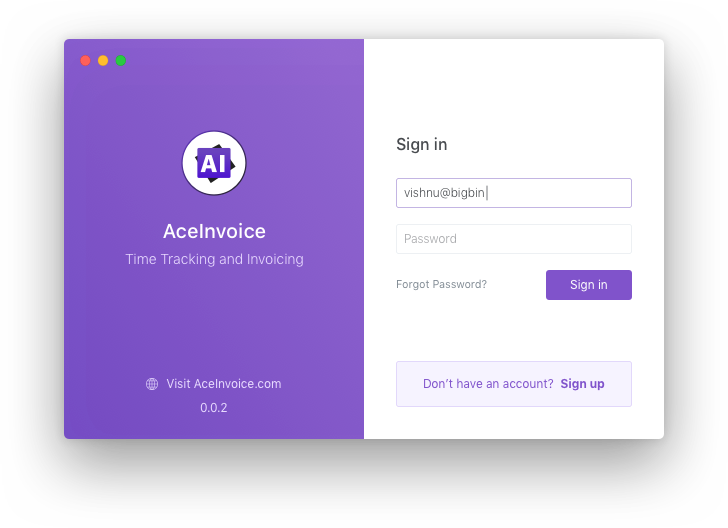 AI
AceInvoice
Time Tracking and Invoicing
Visit AceInvoice.com
0.0.2
Sign in
vishnu@bigbin
Password
Forgot Password?
Sign in
Don’t have an account? Sign up